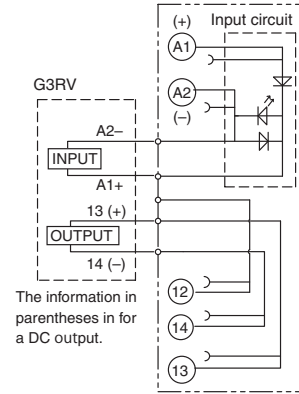 (+)
Input circuit
A1
G3RV
A2
A2–
(–)
INPUT
A1+
13 (+)
OUTPUT
14 (–)
The information in
parentheses in for
a DC output.
12
14
13